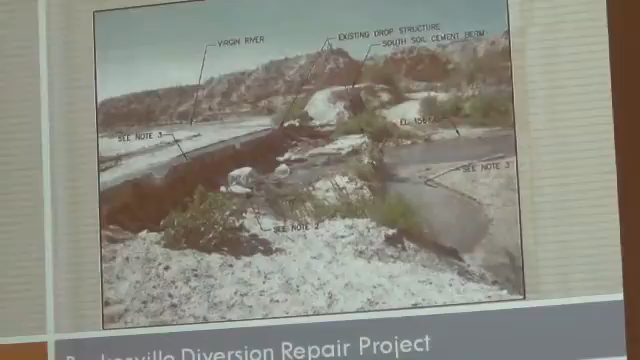 VIRGIN RIVER
EXISTING DROP STRUCTURE
SOUTH SOIL CEMENT BERM
SEE NOTE 3
EL.
SEE NOTE 3
SEE NOTE 2
Diversion Repair Project